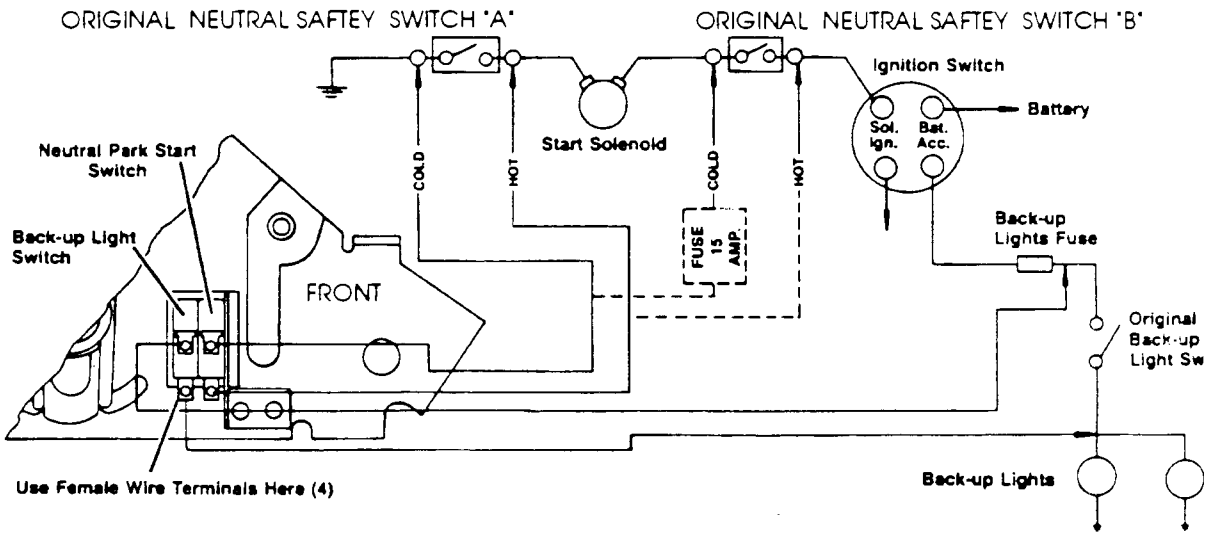 ORIGINAL NEUTRAL SAFTEY SWITCH "A"
ORIGINAL NEUTRAL SAFTEY SWITCH "B"
Ignition Switch
Battery
Sol. Bat.
Ign. Acc.
Start Solenoid
Neutral Park Start
Switch
COLD
HOT
COLD
HOT
Back-up Light
Switch
FUSE
15
AMP.
Back-up
Lights Fuse
FRONT
Original
Back-up
Light Sw
Use Female Wire Terminals Here (4)
Back-up Lights